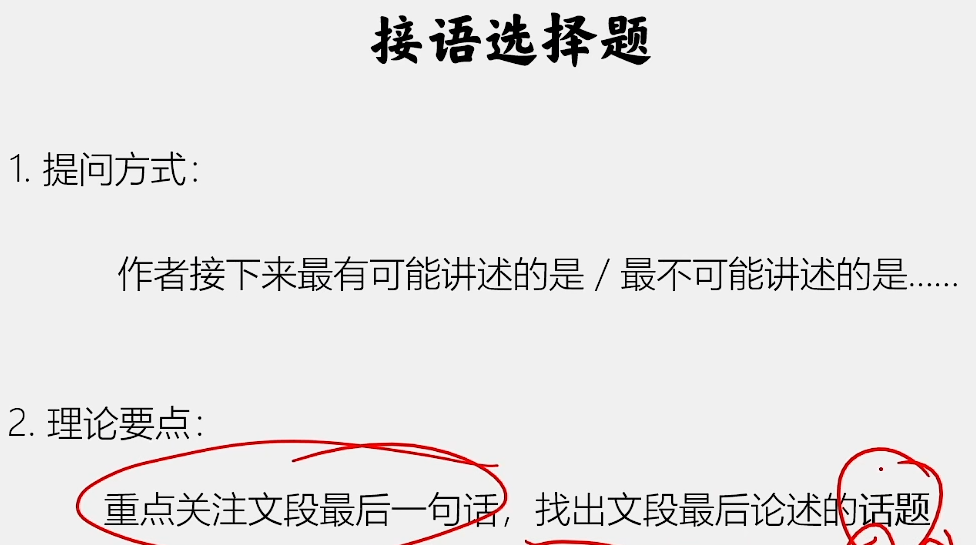 接语选择题
1. 提问方式：
作者接下来最有可能讲述的是 / 最不可能讲述的是……
2. 理论要点：
重点关注文段最后一句话，找出文段最后论述的话题